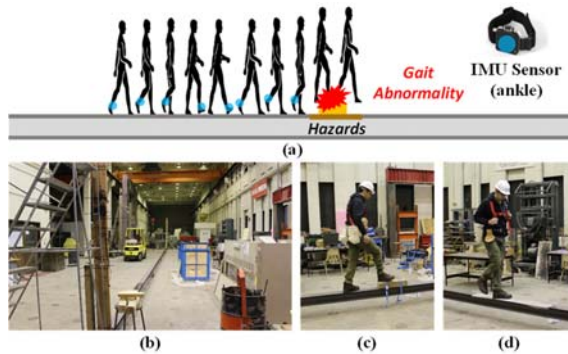 Gait
Abnormality
IMU Sensor
(ankle)
Hazards
(a)
(b)
(c)
(d)